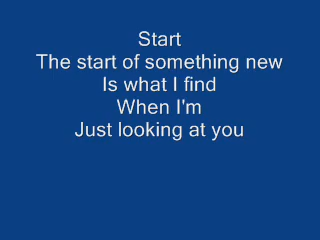 Start
The start of something new
Is what I find
When I'm
Just looking at you